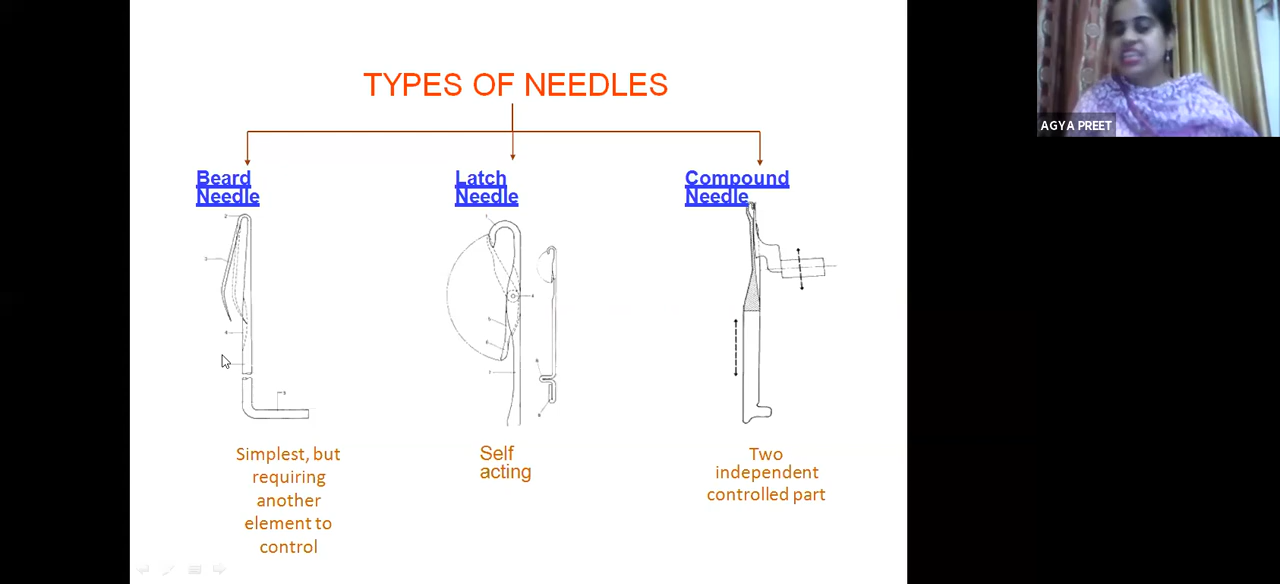 TYPES OF NEEDLES
AGYA PREET
Beard
Needle
Latch
Needle
Compound
Needle
Simplest, but
requiring
another
element to
control
Self
acting
Two
independent
controlled part